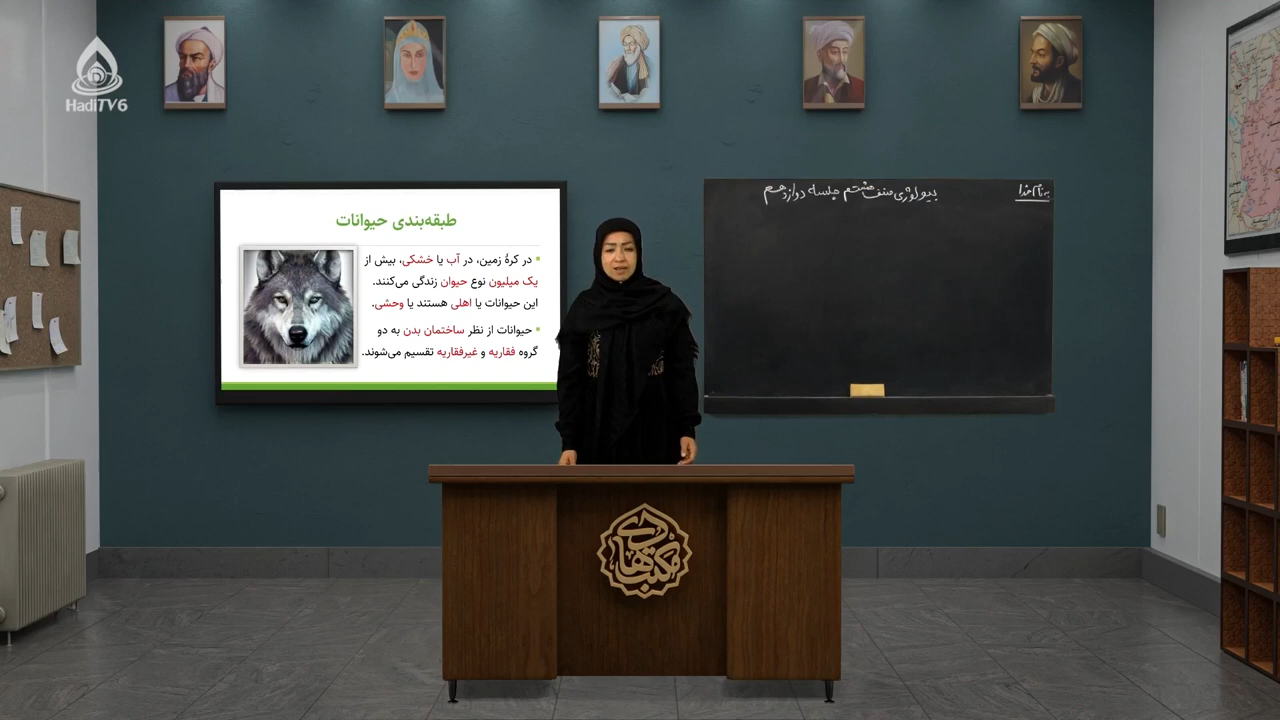 HadiTV6
طبقه‌بندی حیوانات
در کرهٔ زمین، در آب یا خشکی، بیش از
یک میلیون نوع حیوان زندگی می‌کنند.
این حیوانات یا اهلی هستند یا وحشی.
حیوانات از نظر ساختمان بدن به دو
گروه فقاریه و غیرفقاریه تقسیم می‌شوند.
به نام خدا
بیولوژی صنف هشتم جلسه دوازدهم
مکتب هادی